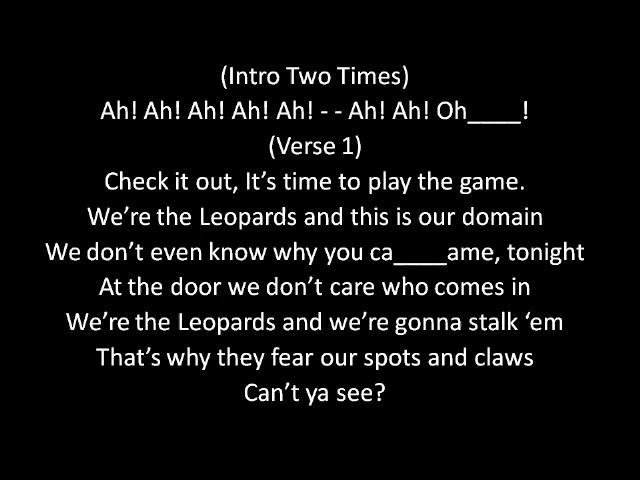 (Intro Two Times)
Ah! Ah! Ah! Ah! Ah! - - Ah! Ah! Oh____!
(Verse 1)
Check it out, It’s time to play the game.
We’re the Leopards and this is our domain
We don’t even know why you ca____ame, tonight
At the door we don’t care who comes in
We’re the Leopards and we’re gonna stalk ‘em
That’s why they fear our spots and claws
Can’t ya see?